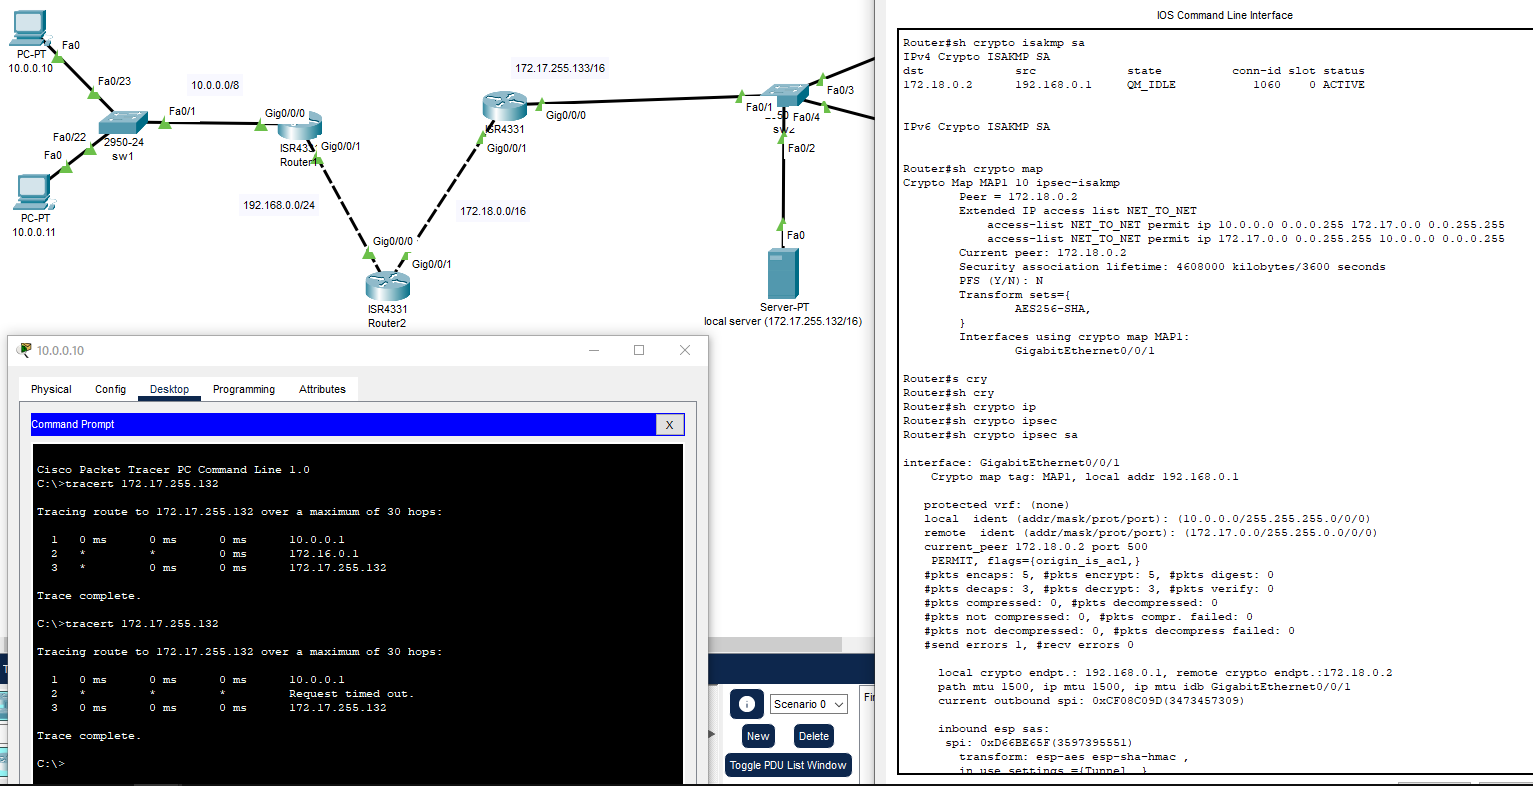 PC-PT
10.0.0.10
Fa0
Fa0/23
10.0.0.0/8
Fa0/1
Gig0/0/0
Fa0/22
Fa0
2950-24
sw1
ISR4331
Router1
Gig0/0/1
PC-PT
10.0.0.11
192.168.0.0/24
172.17.255.133/16
Gig0/0/0
ISR4331
Gig0/0/1
172.18.0.0/16
Gig0/0/0
Gig0/0/1
ISR4331
Router2
Fa0/1
Fa0/3
Fa0/4
sw2
Fa0/2
Fa0
Server-PT
local server (172.17.255.132/16)
10.0.0.10
Physical Config Desktop Programming Attributes
Command Prompt X
Cisco Packet Tracer PC Command Line 1.0
C:\>tracert 172.17.255.132
Tracing route to 172.17.255.132 over a maximum of 30 hops:
1 0 ms 0 ms 0 ms 10.0.0.1
2 * * 0 ms 172.16.0.1
3 * 0 ms 0 ms 172.17.255.132
Trace complete.
C:\>tracert 172.17.255.132
Tracing route to 172.17.255.132 over a maximum of 30 hops:
1 0 ms 0 ms 0 ms 10.0.0.1
2 * * * Request timed out.
3 0 ms 0 ms 0 ms 172.17.255.132
Trace complete.
C:\>
Scenario 0
New Delete
Toggle PDU List Window
IOS Command Line Interface
Router#sh crypto isakmp sa
IPv4 Crypto ISAKMP SA
dst src state conn-id slot status
172.18.0.2 192.168.0.1 QM_IDLE 1060 0 ACTIVE
IPv6 Crypto ISAKMP SA
Router#sh crypto map
Crypto Map MAP1 10 ipsec-isakmp
Peer = 172.18.0.2
Extended IP access list NET_TO_NET
access-list NET_TO_NET permit ip 10.0.0.0 0.0.0.255 172.17.0.0 0.0.255.255
access-list NET_TO_NET permit ip 172.17.0.0 0.0.255.255 10.0.0.0 0.0.0.255
Current peer: 172.18.0.2
Security association lifetime: 4608000 kilobytes/3600 seconds
PFS (Y/N): N
Transform sets={
AES256-SHA,
}
Interfaces using crypto map MAP1:
GigabitEthernet0/0/1
Router#s cry
Router#sh cry
Router#sh crypto ip
Router#sh crypto ipsec
Router#sh crypto ipsec sa
interface: GigabitEthernet0/0/1
Crypto map tag: MAP1, local addr 192.168.0.1
protected vrf: (none)
local ident (addr/mask/prot/port): (10.0.0.0/255.255.255.0/0/0)
remote ident (addr/mask/prot/port): (172.17.0.0/255.255.0.0/0/0)
current_peer 172.18.0.2 port 500
PERMIT, flags={origin_is_acl,}
#pkts encaps: 5, #pkts encrypt: 5, #pkts digest: 0
#pkts decaps: 3, #pkts decrypt: 3, #pkts verify: 0
#pkts compressed: 0, #pkts decompressed: 0
#pkts not compressed: 0, #pkts compr. failed: 0
#pkts not decompressed: 0, #pkts decompress failed: 0
#send errors 1, #recv errors 0
local crypto endpt.: 192.168.0.1, remote crypto endpt.:172.18.0.2
path mtu 1500, ip mtu 1500, ip mtu idb GigabitEthernet0/0/1
current outbound spi: 0xCF08C09D(3473457309)
inbound esp sas:
spi: 0xD66BE65F(3597395551)
transform: esp-aes esp-sha-hmac ,
in use settings ={Tunnel, }